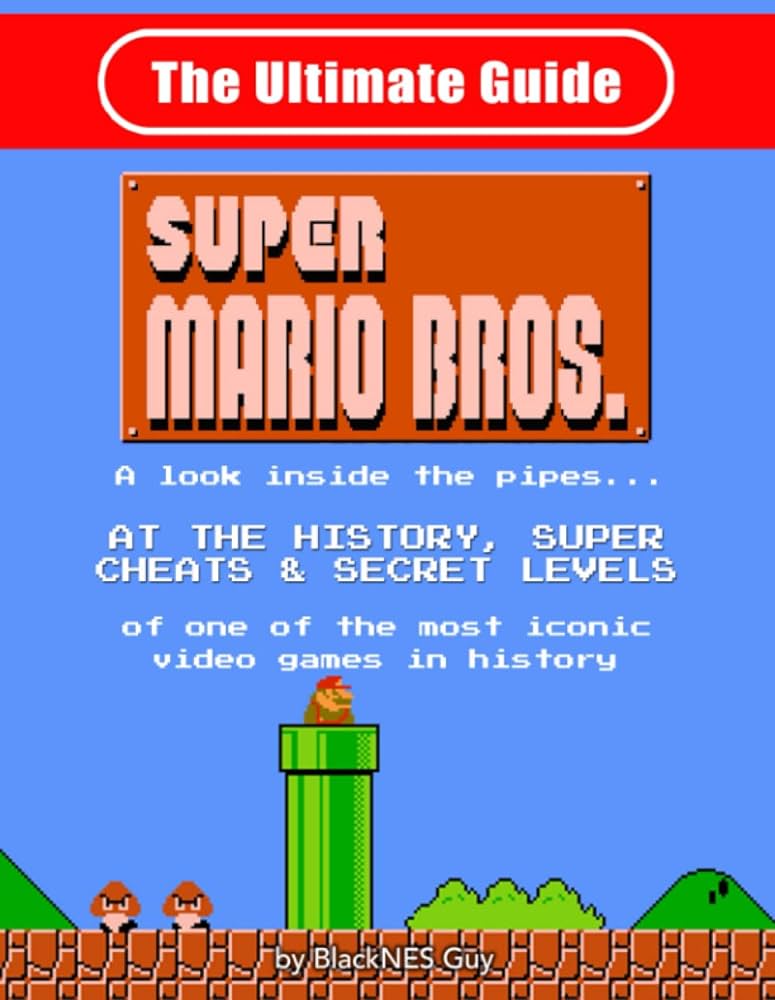 The Ultimate Guide
SUPER
MARIO BROS.
A look inside the pipes...
AT THE HISTORY, SUPER
CHEATS & SECRET LEVELS
of one of the most iconic
video games in history
by BlackNES Guy